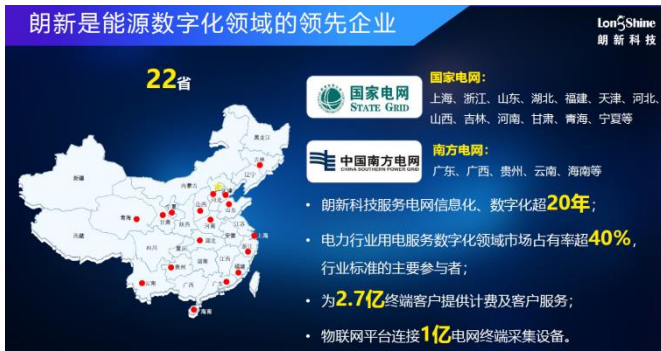 朗新是能源数字化领域的领先企业
LongShine
朗新科技
22省
国家电网
STATE GRID
国家电网：
上海、浙江、山东、湖北、福建、天津、河北、
山西、吉林、河南、甘肃、青海、宁夏等
中国南方电网
CHINA SOUTHERN POWER GRID
南方电网：
广东、广西、贵州、云南、海南等
• 朗新科技服务电网信息化、数字化超20年；
• 电力行业用电服务数字化领域市场占有率超40%，
行业标准的主要参与者；
• 为2.7亿终端客户提供计费及客户服务；
• 物联网平台连接1亿电网终端采集设备。
黑龙江
吉林
辽宁
新疆
内蒙古
河北
山西
山东
宁夏
青海
甘肃
陕西
河南
江苏
西藏
四川
重庆
湖北
安徽
上海
浙江
湖南
江西
贵州
福建
云南
广西
广东
海南